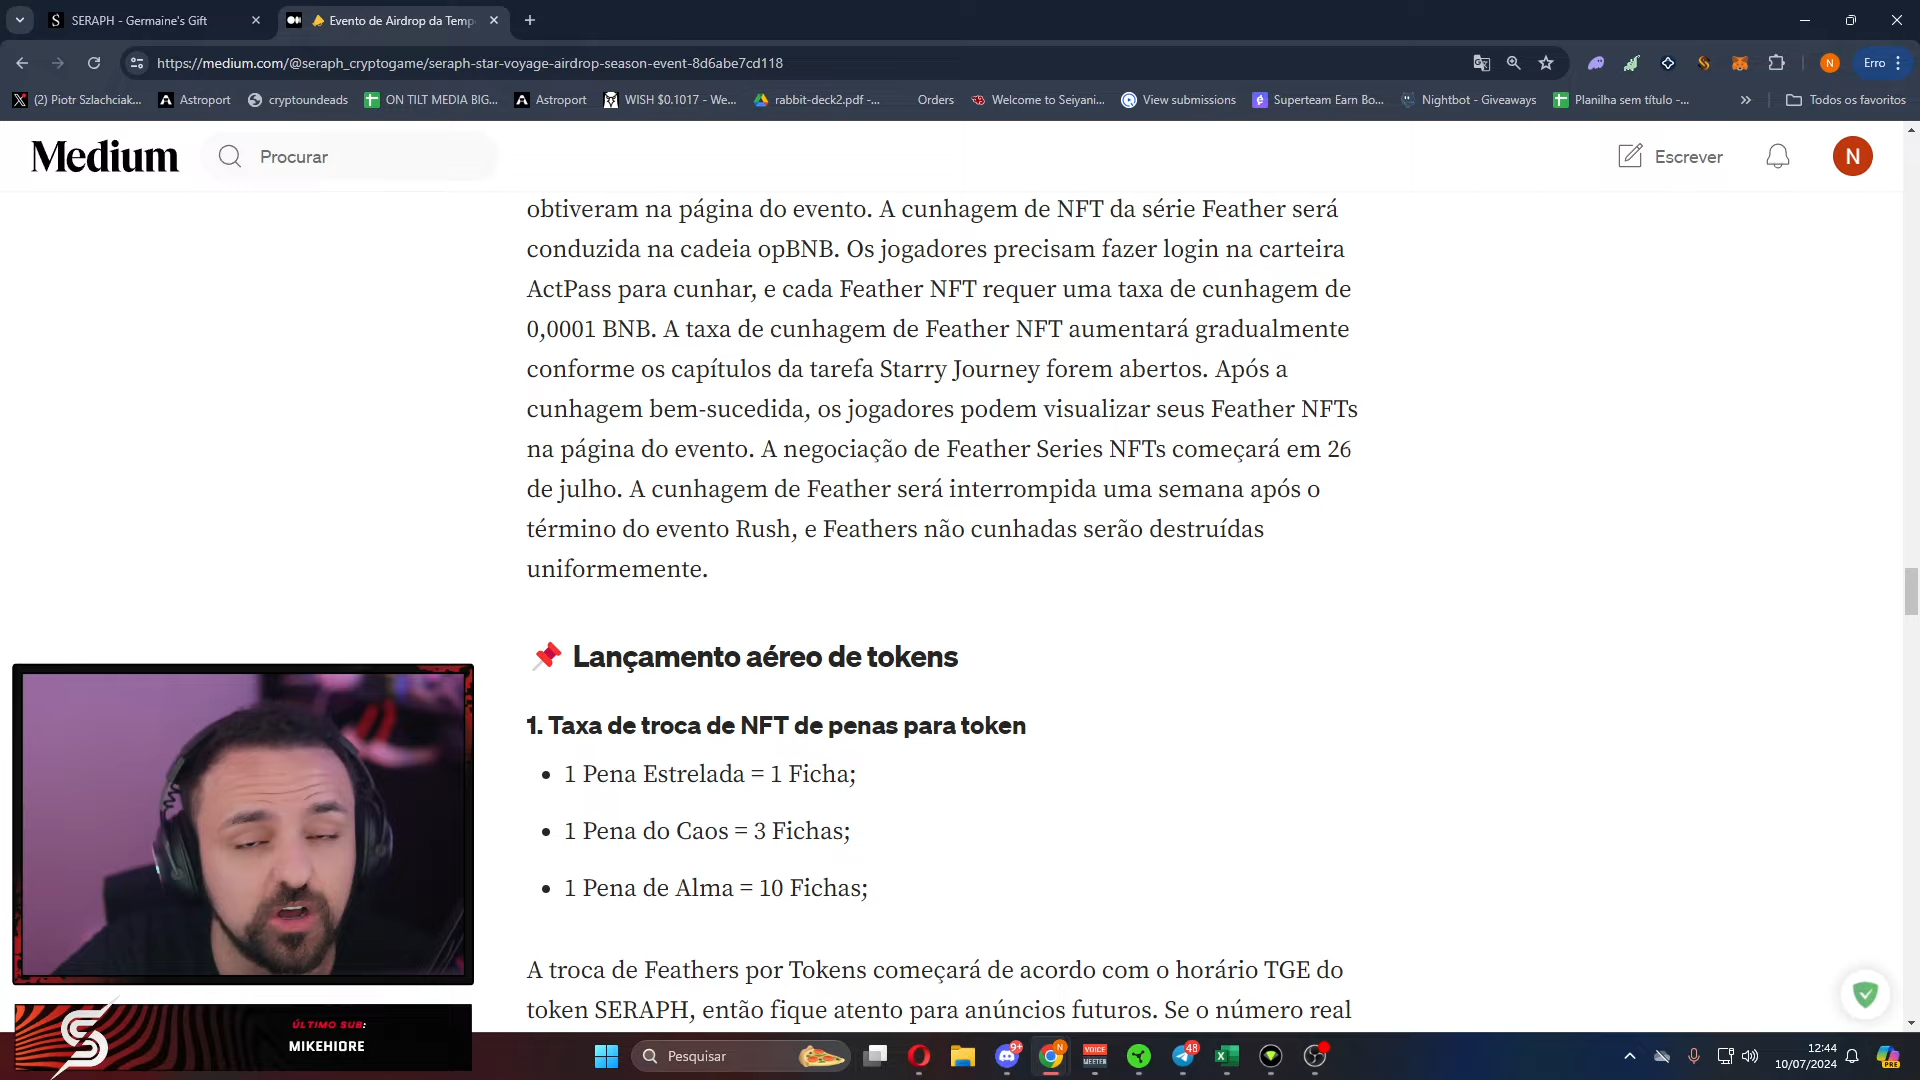 SERAPH - Germaine's Gift
Evento de Airdrop da Temp
https://medium.com/@seraph_cryptogame/seraph-star-voyage-airdrop-season-event-8d6abe7cd118
N
Erro
(2) Piotr Szlachciak...
Astroport
cryptoundeads
ON TILT MEDIA BIG...
Astroport
WISH $0.1017 - We...
rabbit-deck2.pdf -...
Orders
Welcome to Seiyani...
View submissions
Superteam Earn Bo...
Nightbot - Giveaways
Planilha sem título -...
Todos os favoritos
Medium
Procurar
Escrever
N
obtiveram na página do evento. A cunhagem de NFT da série Feather será
conduzida na cadeia opBNB. Os jogadores precisam fazer login na carteira
ActPass para cunhar, e cada Feather NFT requer uma taxa de cunhagem de
0,0001 BNB. A taxa de cunhagem de Feather NFT aumentará gradualmente
conforme os capítulos da tarefa Starry Journey forem abertos. Após a
cunhagem bem-sucedida, os jogadores podem visualizar seus Feather NFTs
na página do evento. A negociação de Feather Series NFTs começará em 26
de julho. A cunhagem de Feather será interrompida uma semana após o
término do evento Rush, e Feathers não cunhadas serão destruídas
uniformemente.
Lançamento aéreo de tokens
1. Taxa de troca de NFT de penas para token
• 1 Pena Estrelada = 1 Ficha;
• 1 Pena do Caos = 3 Fichas;
• 1 Pena de Alma = 10 Fichas;
A troca de Feathers por Tokens começará de acordo com o horário TGE do
token SERAPH, então fique atento para anúncios futuros. Se o número real
ÚLTIMO SUB:
MIKEHIORE
Pesquisar
9+
N
VOICE
MEETER
48
12:44
10/07/2024
PRE